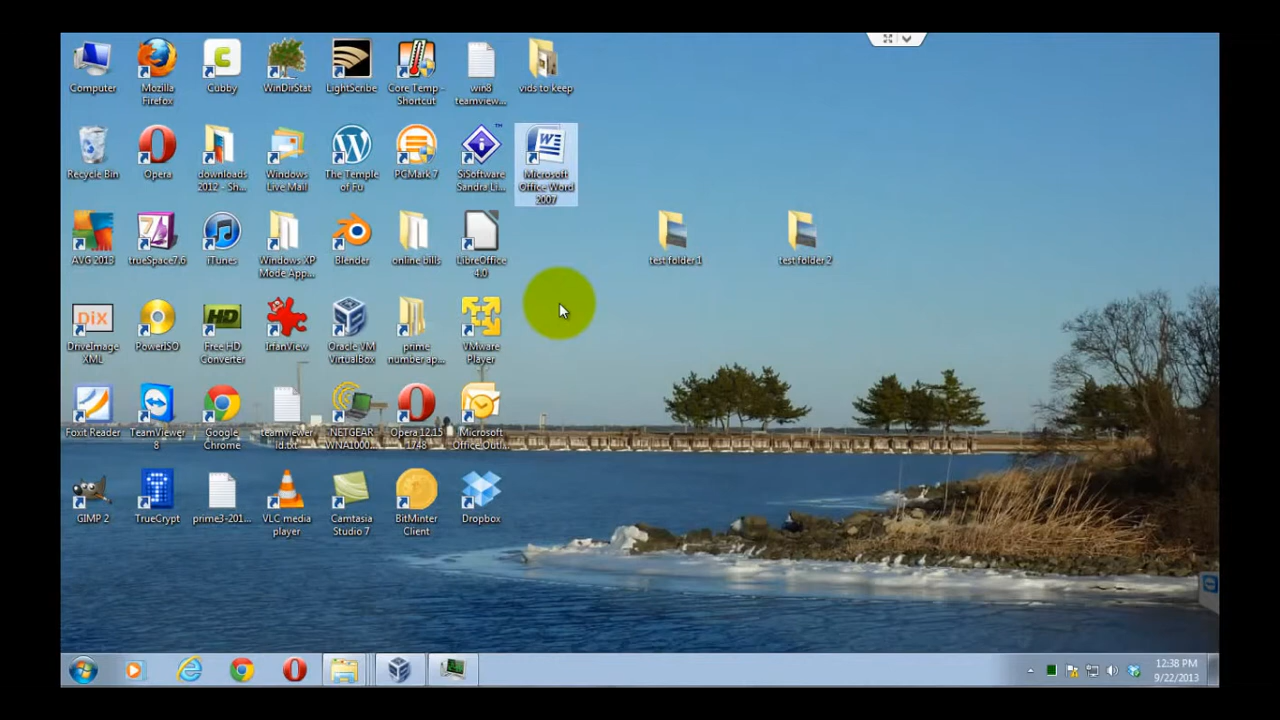 Computer
Mozilla
Firefox
Cubby
WinDirStat
LightScribe
Core Temp -
Shortcut
win8
teamview...
vids to keep
Recycle Bin
Opera
downloads
2012 - Sh...
Windows
Live Mail
The Temple
of Fu
PCMark 7
SiSoftware
Sandra Li...
Microsoft
Office Word
2007
AVG 2013
trueSpace7.6
iTunes
Windows XP
Mode App...
Blender
online bills
LibreOffice
4.0
test folder 1
test folder 2
DiX
DriveImage
XML
PowerISO
HD
Free HD
Converter
IrfanView
Oracle VM
VirtualBox
prime
number ap...
VMware
Player
Foxit Reader
TeamViewer
8
Google
Chrome
teamviewer
id.txt
NETGEAR
WNA1000...
Opera 12.15
1748
Microsoft
Office Outl...
GIMP 2
TrueCrypt
prime3-201...
VLC media
player
Camtasia
Studio 7
BitMinter
Client
Dropbox
12:38 PM
9/22/2013